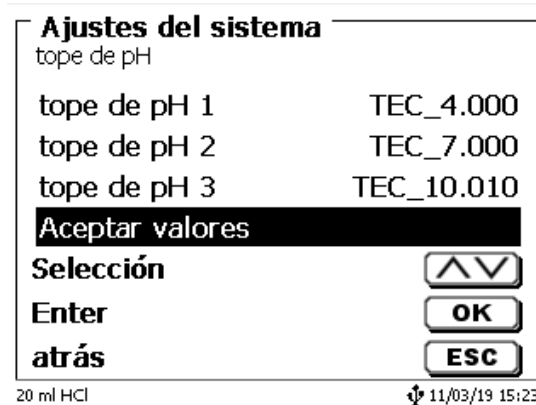 Ajustes del sistema
tope de pH
tope de pH 1 TEC_4.000
tope de pH 2 TEC_7.000
tope de pH 3 TEC_10.010
Aceptar valores
Selección
Enter OK
atrás ESC
20 ml HCl 11/03/19 15:23